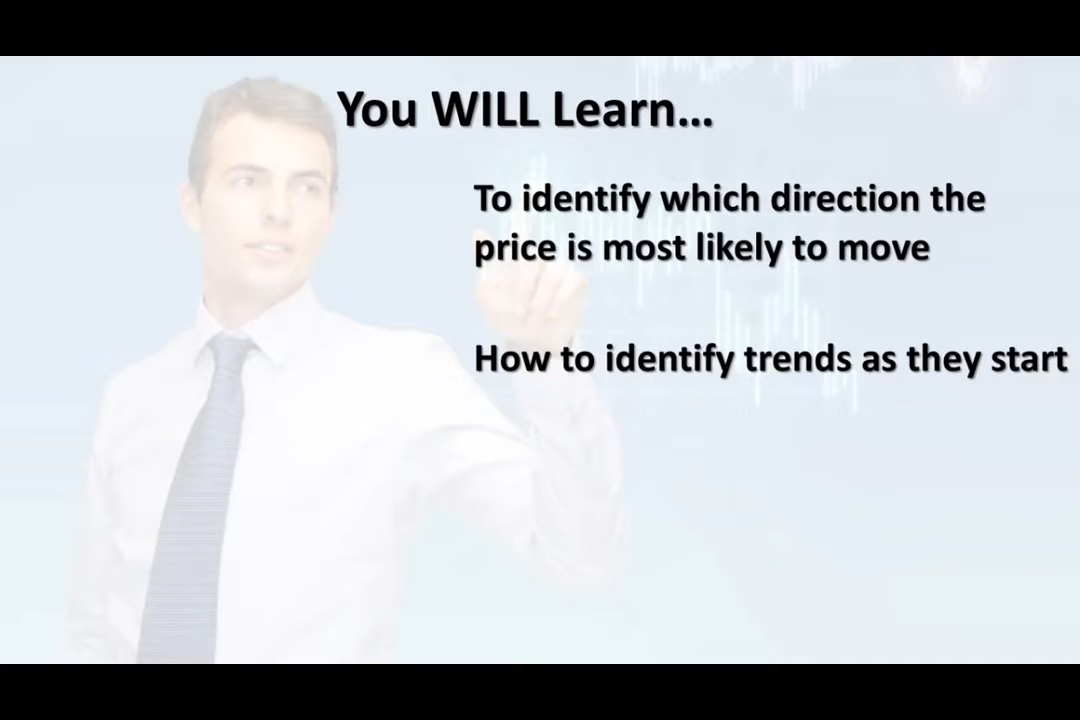 You WILL Learn...
To identify which direction the
price is most likely to move
How to identify trends as they start